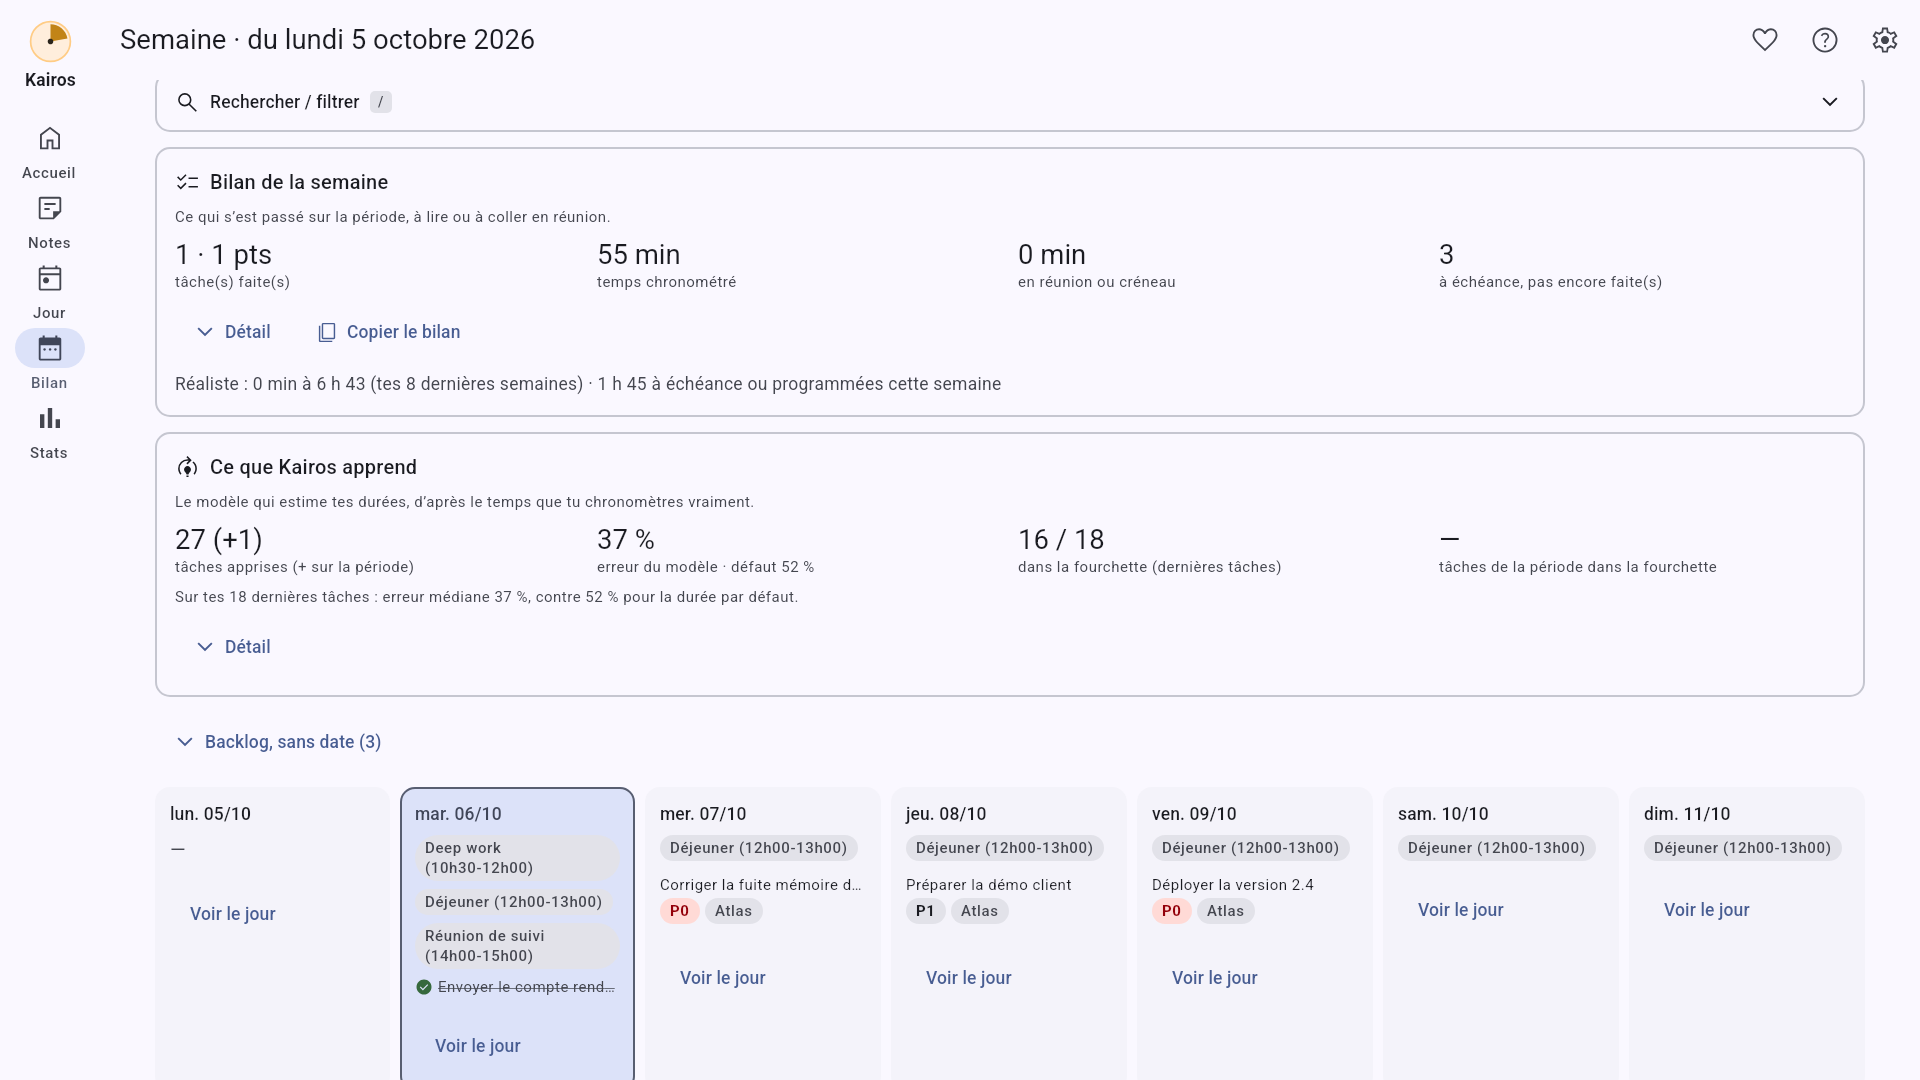 Kairos
Accueil
Notes
Jour
Bilan
Stats
Semaine · du lundi 5 octobre 2026
Rechercher / filtrer /
Bilan de la semaine
Ce qui s’est passé sur la période, à lire ou à coller en réunion.
1 · 1 pts
tâche(s) faite(s)
55 min
temps chronométré
0 min
en réunion ou créneau
3
à échéance, pas encore faite(s)
Détail
Copier le bilan
Réaliste : 0 min à 6 h 43 (tes 8 dernières semaines) · 1 h 45 à échéance ou programmées cette semaine
Ce que Kairos apprend
Le modèle qui estime tes durées, d’après le temps que tu chronomètres vraiment.
27 (+1)
tâches apprises (+ sur la période)
37 %
erreur du modèle · défaut 52 %
16 / 18
dans la fourchette (dernières tâches)
—
tâches de la période dans la fourchette
Sur tes 18 dernières tâches : erreur médiane 37 %, contre 52 % pour la durée par défaut.
Détail
Backlog, sans date (3)
lun. 05/10
—
Voir le jour
mar. 06/10
Deep work
(10h30-12h00)
Déjeuner (12h00-13h00)
Réunion de suivi
(14h00-15h00)
Envoyer le compte rend…
Voir le jour
mer. 07/10
Déjeuner (12h00-13h00)
Corriger la fuite mémoire d…
P0 Atlas
Voir le jour
jeu. 08/10
Déjeuner (12h00-13h00)
Préparer la démo client
P1 Atlas
Voir le jour
ven. 09/10
Déjeuner (12h00-13h00)
Déployer la version 2.4
P0 Atlas
Voir le jour
sam. 10/10
Déjeuner (12h00-13h00)
Voir le jour
dim. 11/10
Déjeuner (12h00-13h00)
Voir le jour